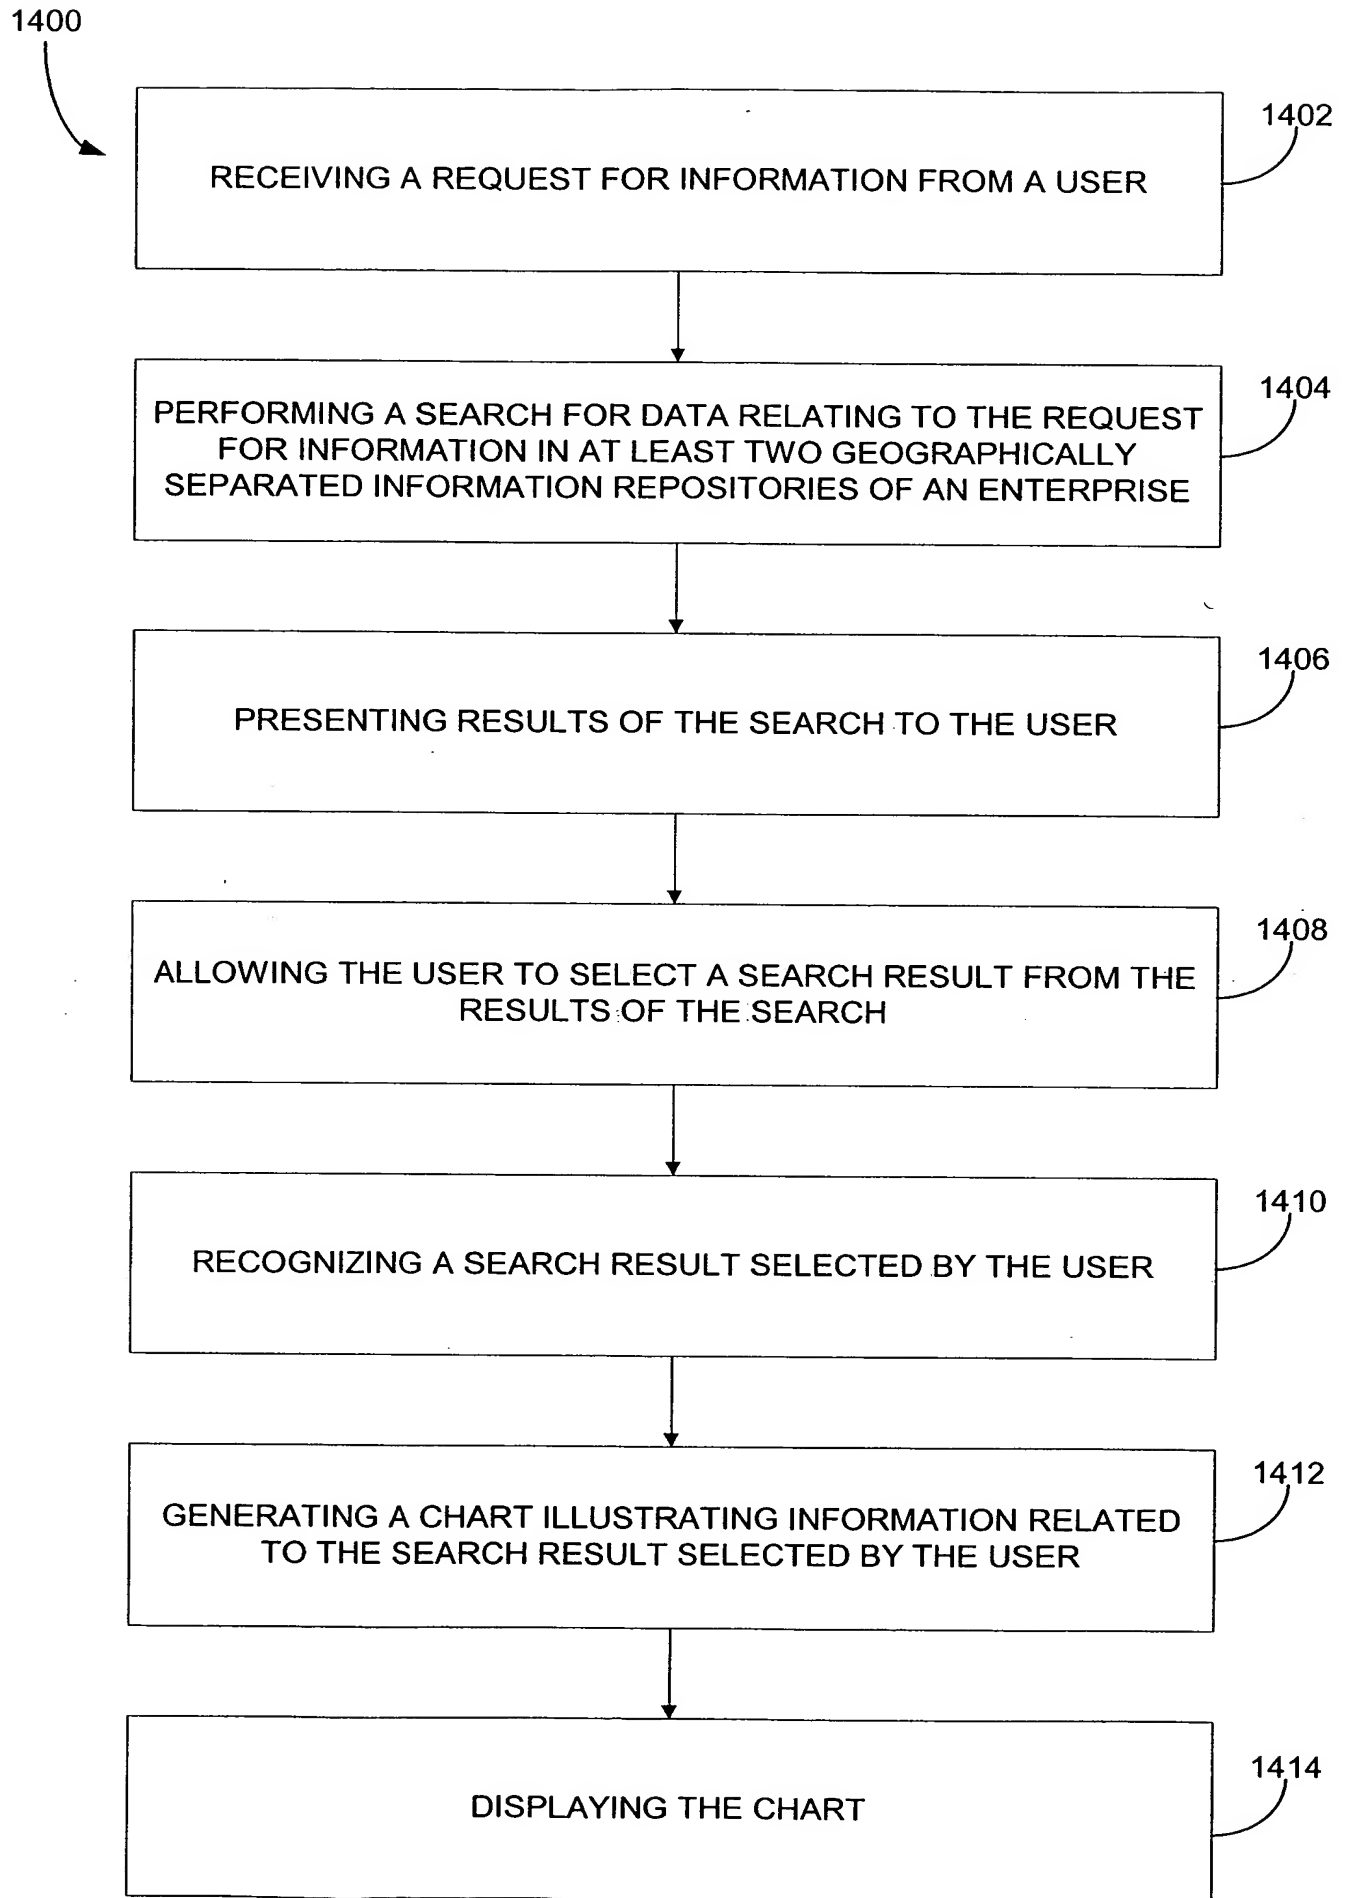 1400
1402
RECEIVING A REQUEST FOR INFORMATION FROM A USER
1404
PERFORMING A SEARCH FOR DATA RELATING TO THE REQUEST
FOR INFORMATION IN AT LEAST TWO GEOGRAPHICALLY
SEPARATED INFORMATION REPOSITORIES OF AN ENTERPRISE
1406
PRESENTING RESULTS OF THE SEARCH TO THE USER
1408
ALLOWING THE USER TO SELECT A SEARCH RESULT FROM THE
RESULTS OF THE SEARCH
1410
RECOGNIZING A SEARCH RESULT SELECTED BY THE USER
1412
GENERATING A CHART ILLUSTRATING INFORMATION RELATED
TO THE SEARCH RESULT SELECTED BY THE USER
1414
DISPLAYING THE CHART